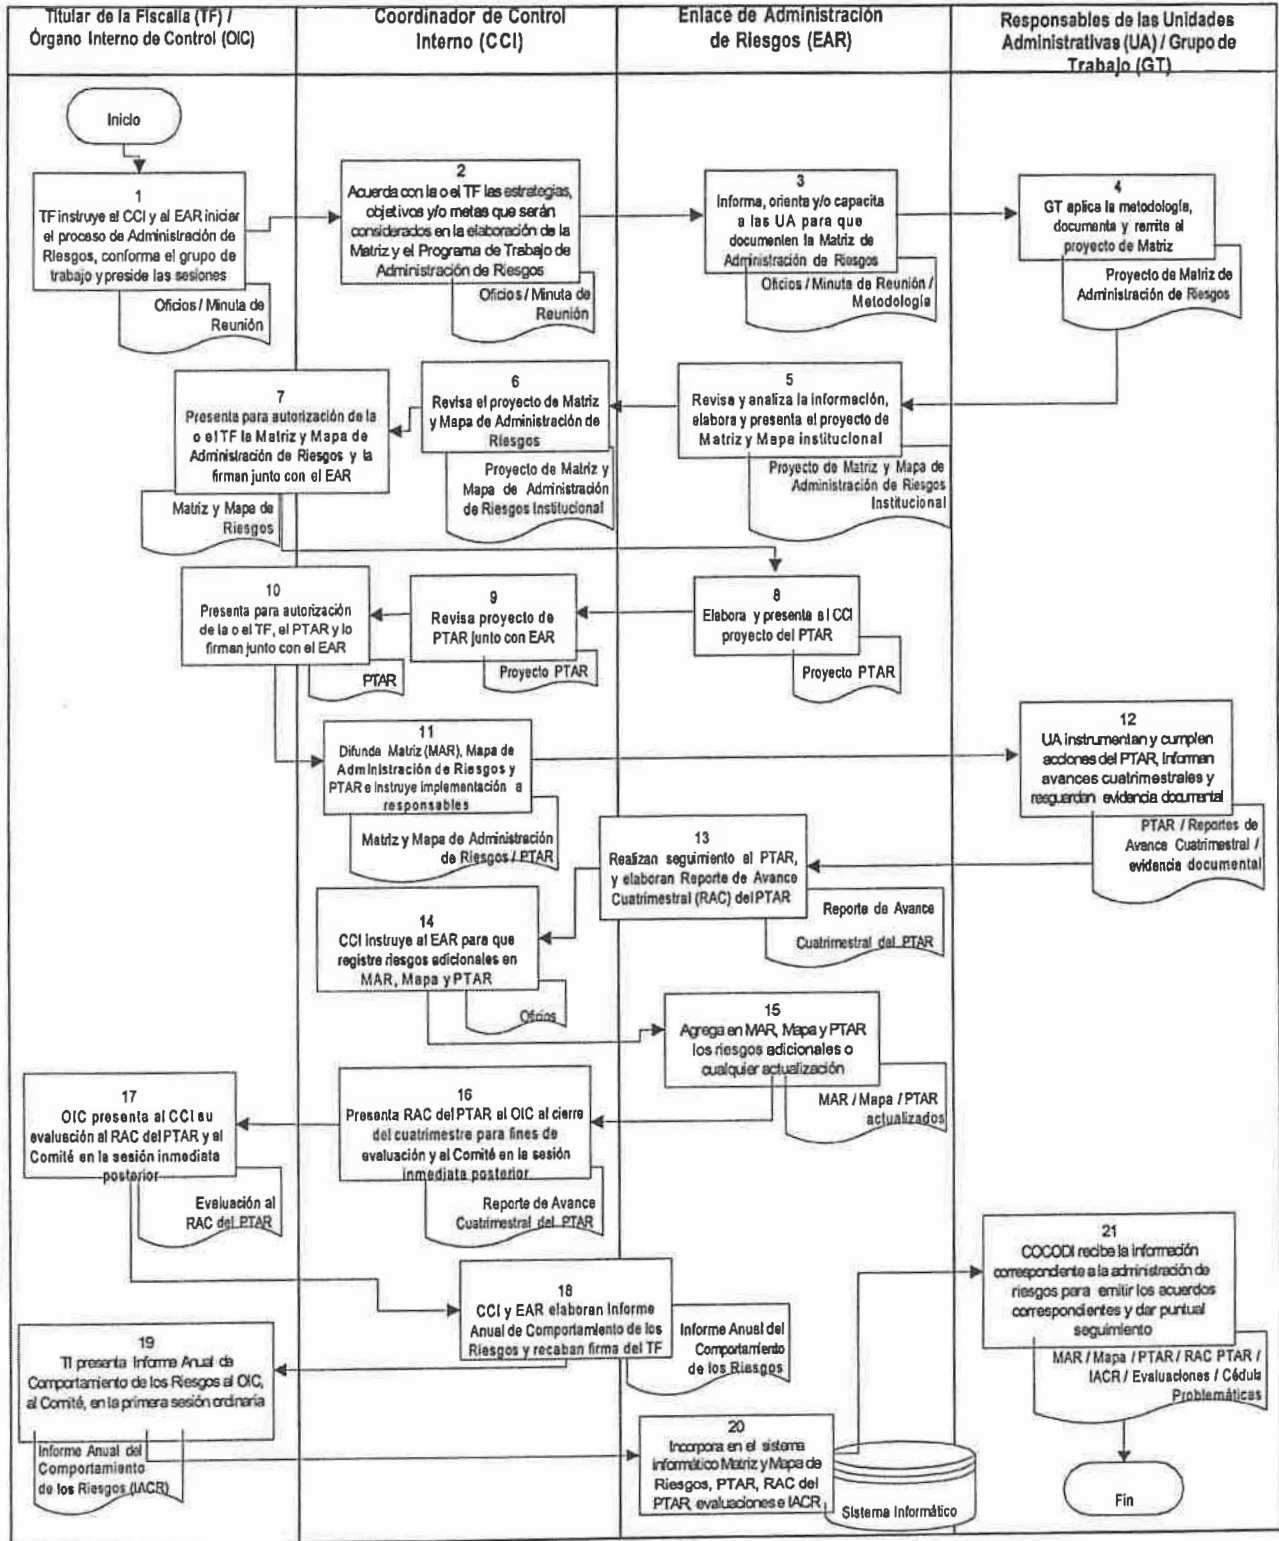 Titular de la Fiscalía (TF) /
Órgano Interno de Control (OIC)
Coordinador de Control
Interno (CCI)
Enlace de Administración
de Riesgos (EAR)
Responsables de las Unidades
Administrativas (UA) / Grupo de
Trabajo (GT)
Inicio
1
TF instruye al CCI y al EAR iniciar
el proceso de Administración de
Riesgos, conforma el grupo de
trabajo y preside las sesiones
Oficios / Minuta de
Reunión
2
Acuerda con la o el TF las estrategias,
objetivos y/o metas que serán
considerados en la elaboración de la
Matriz y el Programa de Trabajo de
Administración de Riesgos
Oficios / Minuta de
Reunión
3
Informa, orienta y/o capacita
a las UA para que
documenten la Matriz de
Administración de Riesgos
Oficios / Minuta de Reunión /
Metodología
4
GT aplica la metodología,
documenta y remite el
proyecto de Matriz
Proyecto de Matriz de
Administración de Riesgos
7
Presenta para autorización de la
o el TF la Matriz y Mapa de
Administración de Riesgos y la
firman junto con el EAR
Matriz y Mapa de
Riesgos
6
Revisa el proyecto de Matriz
y Mapa de Administración de
Riesgos
Proyecto de Matriz y
Mapa de Administración
de Riesgos Institucional
5
Revisa y analiza la información,
elabora y presenta el proyecto de
Matriz y Mapa institucional
Proyecto de Matriz y Mapa de
Administración de Riesgos
Institucional
10
Presenta para autorización
de la o el TF, el PTAR y lo
firman junto con el EAR
PTAR
9
Revisa proyecto de
PTAR junto con EAR
Proyecto PTAR
8
Elabora y presenta al CCI
proyecto del PTAR
Proyecto PTAR
11
Difunde Matriz (MAR), Mapa de
Administración de Riesgos y
PTAR e instruye implementación a
responsables
Matriz y Mapa de Administración
de Riesgos / PTAR
12
UA instrumentan y cumplen
acciones del PTAR, informan
avances cuatrimestrales y
resguardan evidencia documental
PTAR / Reportes de
Avance Cuatrimestral /
evidencia documental
13
Realizan seguimiento al PTAR,
y elaboran Reporte de Avance
Cuatrimestral (RAC) del PTAR
Reporte de Avance
Cuatrimestral del PTAR
14
CCI instruye al EAR para que
registre riesgos adicionales en
MAR, Mapa y PTAR
Oficios
15
Agrega en MAR, Mapa y PTAR
los riesgos adicionales o
cualquier actualización
MAR / Mapa / PTAR
actualizados
17
OIC presenta al CCI su
evaluación al RAC del PTAR y al
Comité en la sesión inmediata
posterior
Evaluación al
RAC del PTAR
16
Presenta RAC del PTAR al OIC al cierre
del cuatrimestre para fines de
evaluación y al Comité en la sesión
inmediata posterior
Reporte de Avance
Cuatrimestral del PTAR
18
CCI y EAR elaboran Informe
Anual de Comportamiento de los
Riesgos y recaban firma del TF
Informe Anual del
Comportamiento
de los Riesgos
19
TI presenta Informe Anual de
Comportamiento de los Riesgos al OIC,
al Comité, en la primera sesión ordinaria
Informe Anual del
Comportamiento
de los Riesgos (IACR)
20
Incorpora en el sistema
informático Matriz y Mapa de
Riesgos, PTAR, RAC del
PTAR, evaluaciones e IACR
Sistema Informático
21
COCODI recibe la información
correspondiente a la administración de
riesgos para emitir los acuerdos
correspondientes y dar puntual
seguimiento
MAR / Mapa / PTAR / RAC PTAR /
IACR / Evaluaciones / Cédula
Problemáticas
Fin